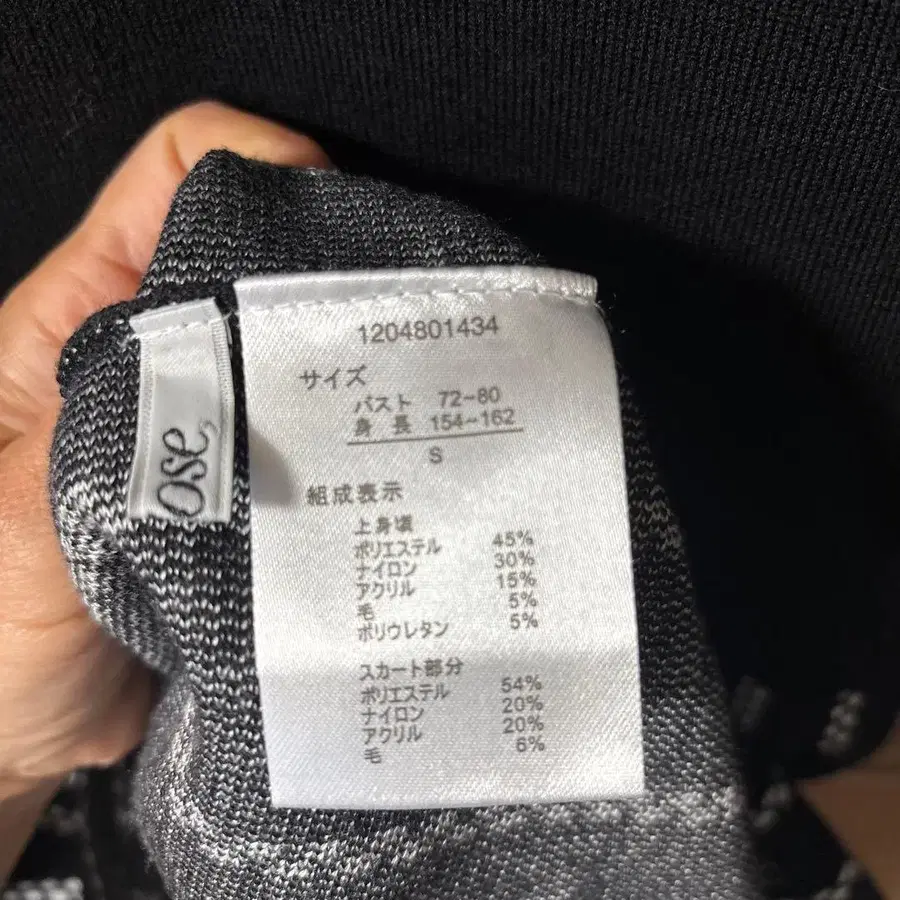 ose,
1204801434
サイズ
バスト 72-80
身長 154-162
S
組成表示
上身頃
ポリエステル 45%
ナイロン 30%
アクリル 15%
毛 5%
ポリウレタン 5%
スカート部分
ポリエステル 54%
ナイロン 20%
アクリル 20%
毛 6%